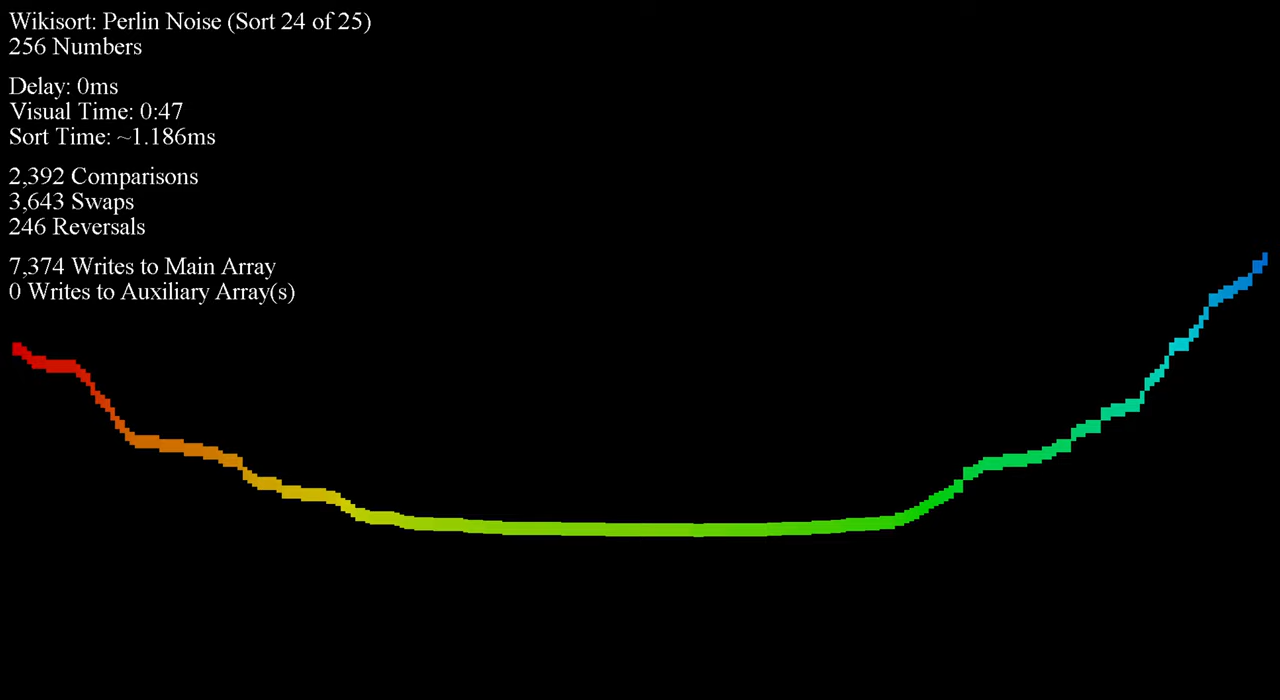 Wikisort: Perlin Noise (Sort 24 of 25)
256 Numbers
Delay: 0ms
Visual Time: 0:47
Sort Time: ~1.186ms
2,392 Comparisons
3,643 Swaps
246 Reversals
7,374 Writes to Main Array
0 Writes to Auxiliary Array(s)